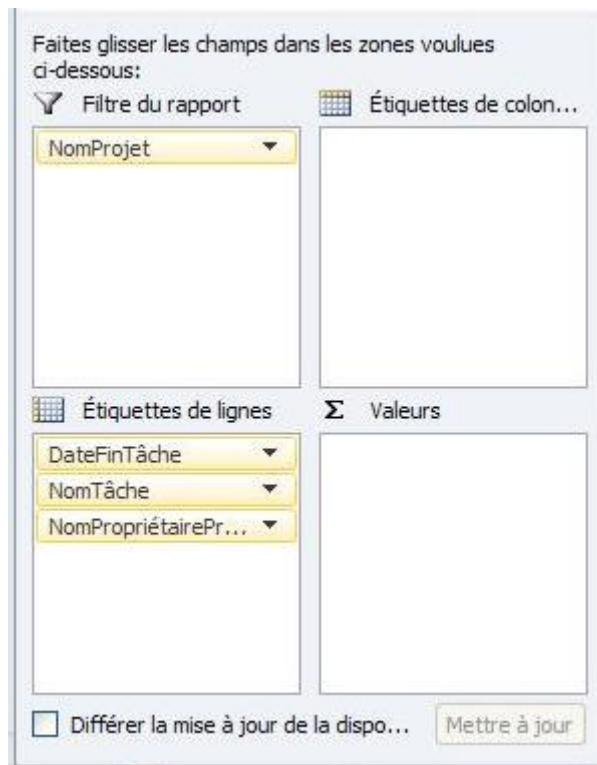 Faites glisser les champs dans les zones voulues
ci-dessous:
Filtre du rapport
Étiquettes de colon...
NomProjet
Étiquettes de lignes
Σ Valeurs
DateFinTâche
NomTâche
NomPropriétairePr...
Différer la mise à jour de la dispo...
Mettre à jour